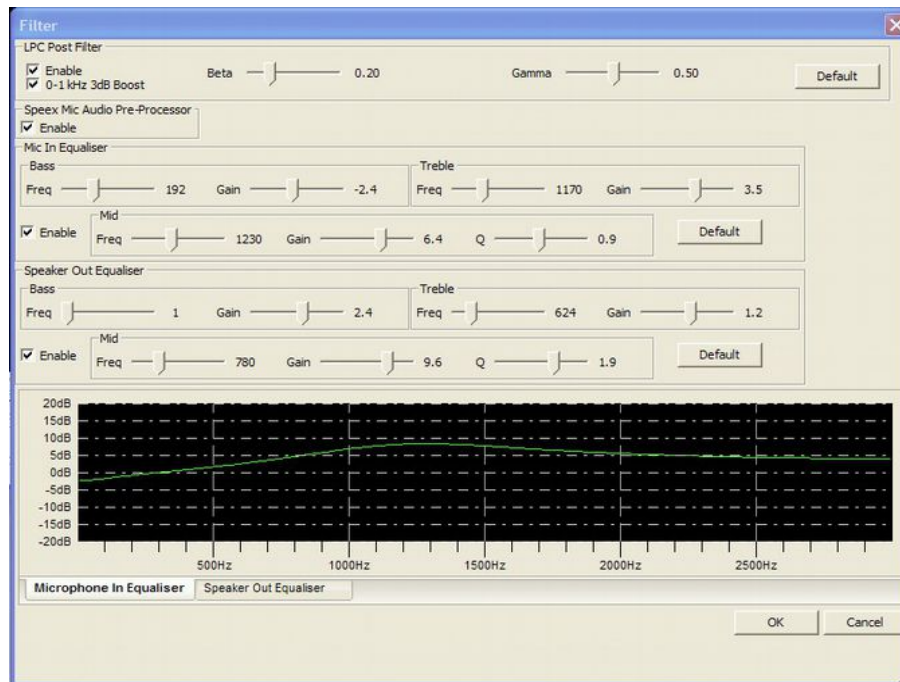 Filter
LPC Post Filter
Enable
0-1 kHz 3dB Boost
Beta 0.20 Gamma 0.50 Default
Speex Mic Audio Pre-Processor
Enable
Mic In Equaliser
Bass Treble
Freq 192 Gain -2.4 Freq 1170 Gain 3.5
Mid
Enable Freq 1230 Gain 6.4 Q 0.9 Default
Speaker Out Equaliser
Bass Treble
Freq 1 Gain 2.4 Freq 624 Gain 1.2
Mid
Enable Freq 780 Gain 9.6 Q 1.9 Default
20dB
15dB
10dB
5dB
0dB
-5dB
-10dB
-15dB
-20dB
500Hz 1000Hz 1500Hz 2000Hz 2500Hz
Microphone In Equaliser Speaker Out Equaliser
OK Cancel